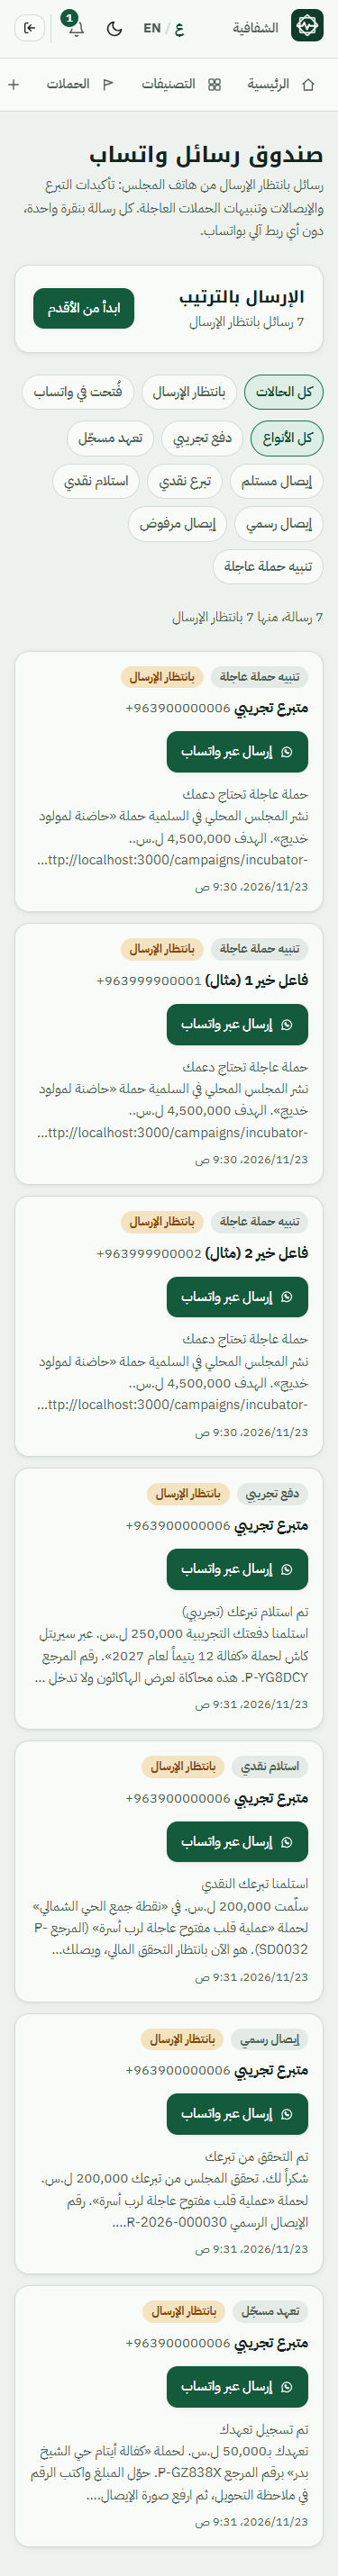 الشفافية
ع / EN
1
الرئيسية
التصنيفات
الحملات
صندوق رسائل واتساب
رسائل بانتظار الإرسال من هاتف المجلس: تأكيدات التبرع
والإيصالات وتنبيهات الحملات العاجلة. كل رسالة بنقرة واحدة،
دون أي ربط آلي بواتساب.
الإرسال بالترتيب
7 رسائل بانتظار الإرسال
ابدأ من الأقدم
كل الحالات
بانتظار الإرسال
فُتحت في واتساب
كل الأنواع
دفع تجريبي
تعهد مسجّل
إيصال مستلم
تبرع نقدي
استلام نقدي
إيصال رسمي
إيصال مرفوض
تنبيه حملة عاجلة
7 رسالة، منها 7 بانتظار الإرسال
تنبيه حملة عاجلة
بانتظار الإرسال
متبرع تجريبي 963900000006+
إرسال عبر واتساب
حملة عاجلة تحتاج دعمك
نشر المجلس المحلي في السلمية حملة «حاضنة لمولود
خديج». الهدف 4,500,000 ل.س..
...ttp://localhost:3000/campaigns/incubator-
2026/11/23، 9:30 ص
تنبيه حملة عاجلة
بانتظار الإرسال
فاعل خير 1 (مثال) 963999900001+
إرسال عبر واتساب
حملة عاجلة تحتاج دعمك
نشر المجلس المحلي في السلمية حملة «حاضنة لمولود
خديج». الهدف 4,500,000 ل.س..
...ttp://localhost:3000/campaigns/incubator-
2026/11/23، 9:30 ص
تنبيه حملة عاجلة
بانتظار الإرسال
فاعل خير 2 (مثال) 963999900002+
إرسال عبر واتساب
حملة عاجلة تحتاج دعمك
نشر المجلس المحلي في السلمية حملة «حاضنة لمولود
خديج». الهدف 4,500,000 ل.س..
...ttp://localhost:3000/campaigns/incubator-
2026/11/23، 9:30 ص
دفع تجريبي
بانتظار الإرسال
متبرع تجريبي 963900000006+
إرسال عبر واتساب
تم استلام تبرعك (تجريبي)
استلمنا دفعتك التجريبية 250,000 ل.س. عبر سيريتل
كاش لحملة «كفالة 12 يتيماً لعام 2027». رقم المرجع
P-YG8DCY. هذه محاكاة لعرض الهاكاثون ولا تدخل ...
2026/11/23، 9:31 ص
استلام نقدي
بانتظار الإرسال
متبرع تجريبي 963900000006+
إرسال عبر واتساب
استلمنا تبرعك النقدي
سلّمت 200,000 ل.س. في «نقطة جمع الحي الشمالي»
لحملة «عملية قلب مفتوح عاجلة لرب أسرة» (المرجع P-
SD0032). هو الآن بانتظار التحقق المالي، ويصلك...
2026/11/23، 9:31 ص
إيصال رسمي
بانتظار الإرسال
متبرع تجريبي 963900000006+
إرسال عبر واتساب
تم التحقق من تبرعك
شكراً لك. تحقق المجلس من تبرعك 200,000 ل.س.
لحملة «عملية قلب مفتوح عاجلة لرب أسرة». رقم
الإيصال الرسمي R-2026-000030....
2026/11/23، 9:31 ص
تعهد مسجّل
بانتظار الإرسال
متبرع تجريبي 963900000006+
إرسال عبر واتساب
تم تسجيل تعهدك
تعهدك بـ50,000 ل.س. لحملة «كفالة أيتام حي الشيخ
بدر» برقم المرجع P-GZ838X. حوّل المبلغ واكتب الرقم
في ملاحظة التحويل، ثم ارفع صورة الإيصال....
2026/11/23، 9:31 ص